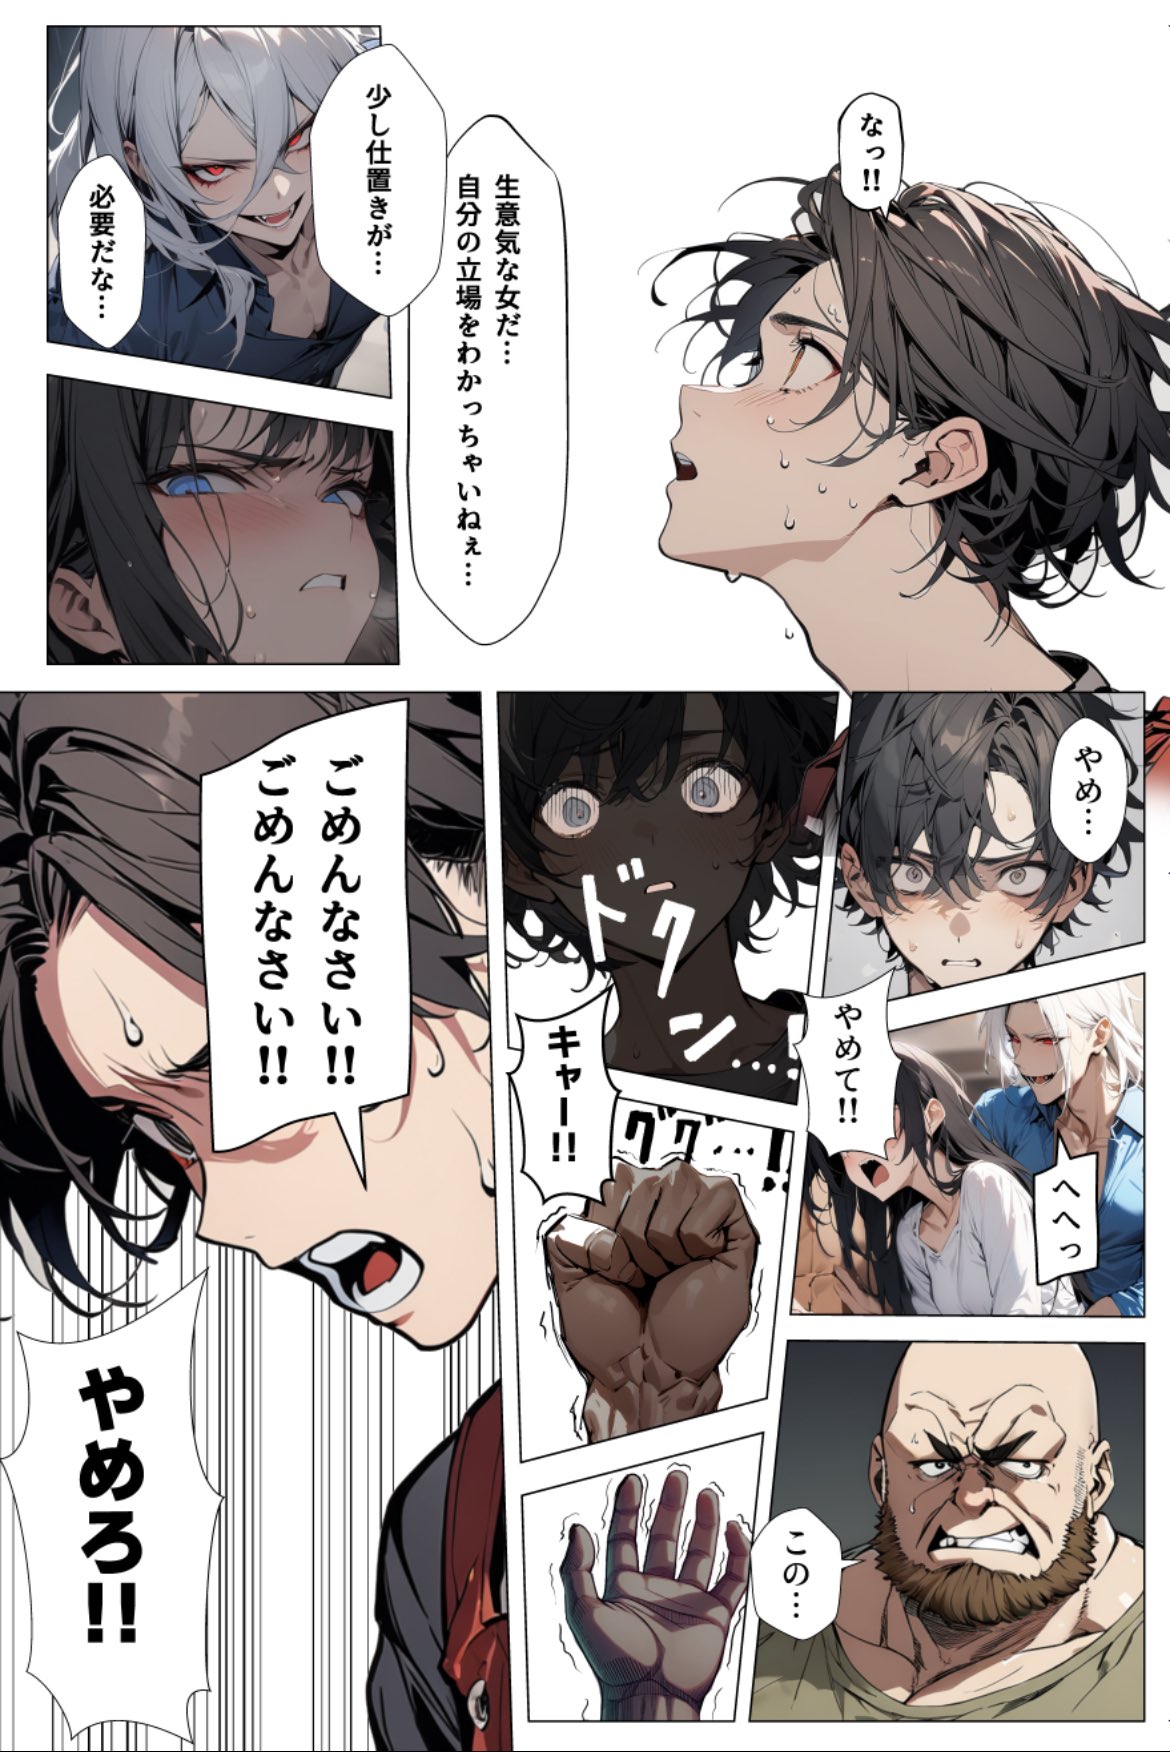 なっ!!
生意気な女だ…
自分の立場をわかっちゃいねぇ…
少し仕置きが…
必要だな…
やめ…
やめて!!
へへっ
この…
ドクン……
キャー!!
グググ…!!
ごめんなさい!!
ごめんなさい!!
やめろ!!